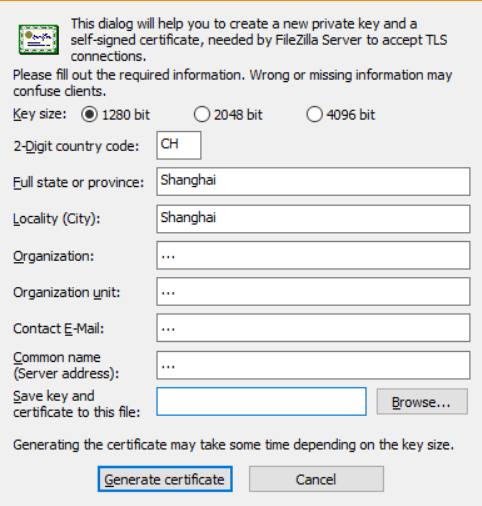 This dialog will help you to create a new private key and a
self-signed certificate, needed by FileZilla Server to accept TLS
connections.
Please fill out the required information. Wrong or missing information may
confuse clients.
Key size: 1280 bit 2048 bit 4096 bit
2-Digit country code: CH
Full state or province: Shanghai
Locality (City): Shanghai
Organization: ...
Organization unit: ...
Contact E-Mail: ...
Common name
(Server address): ...
Save key and
certificate to this file: Browse...
Generating the certificate may take some time depending on the key size.
Generate certificate Cancel